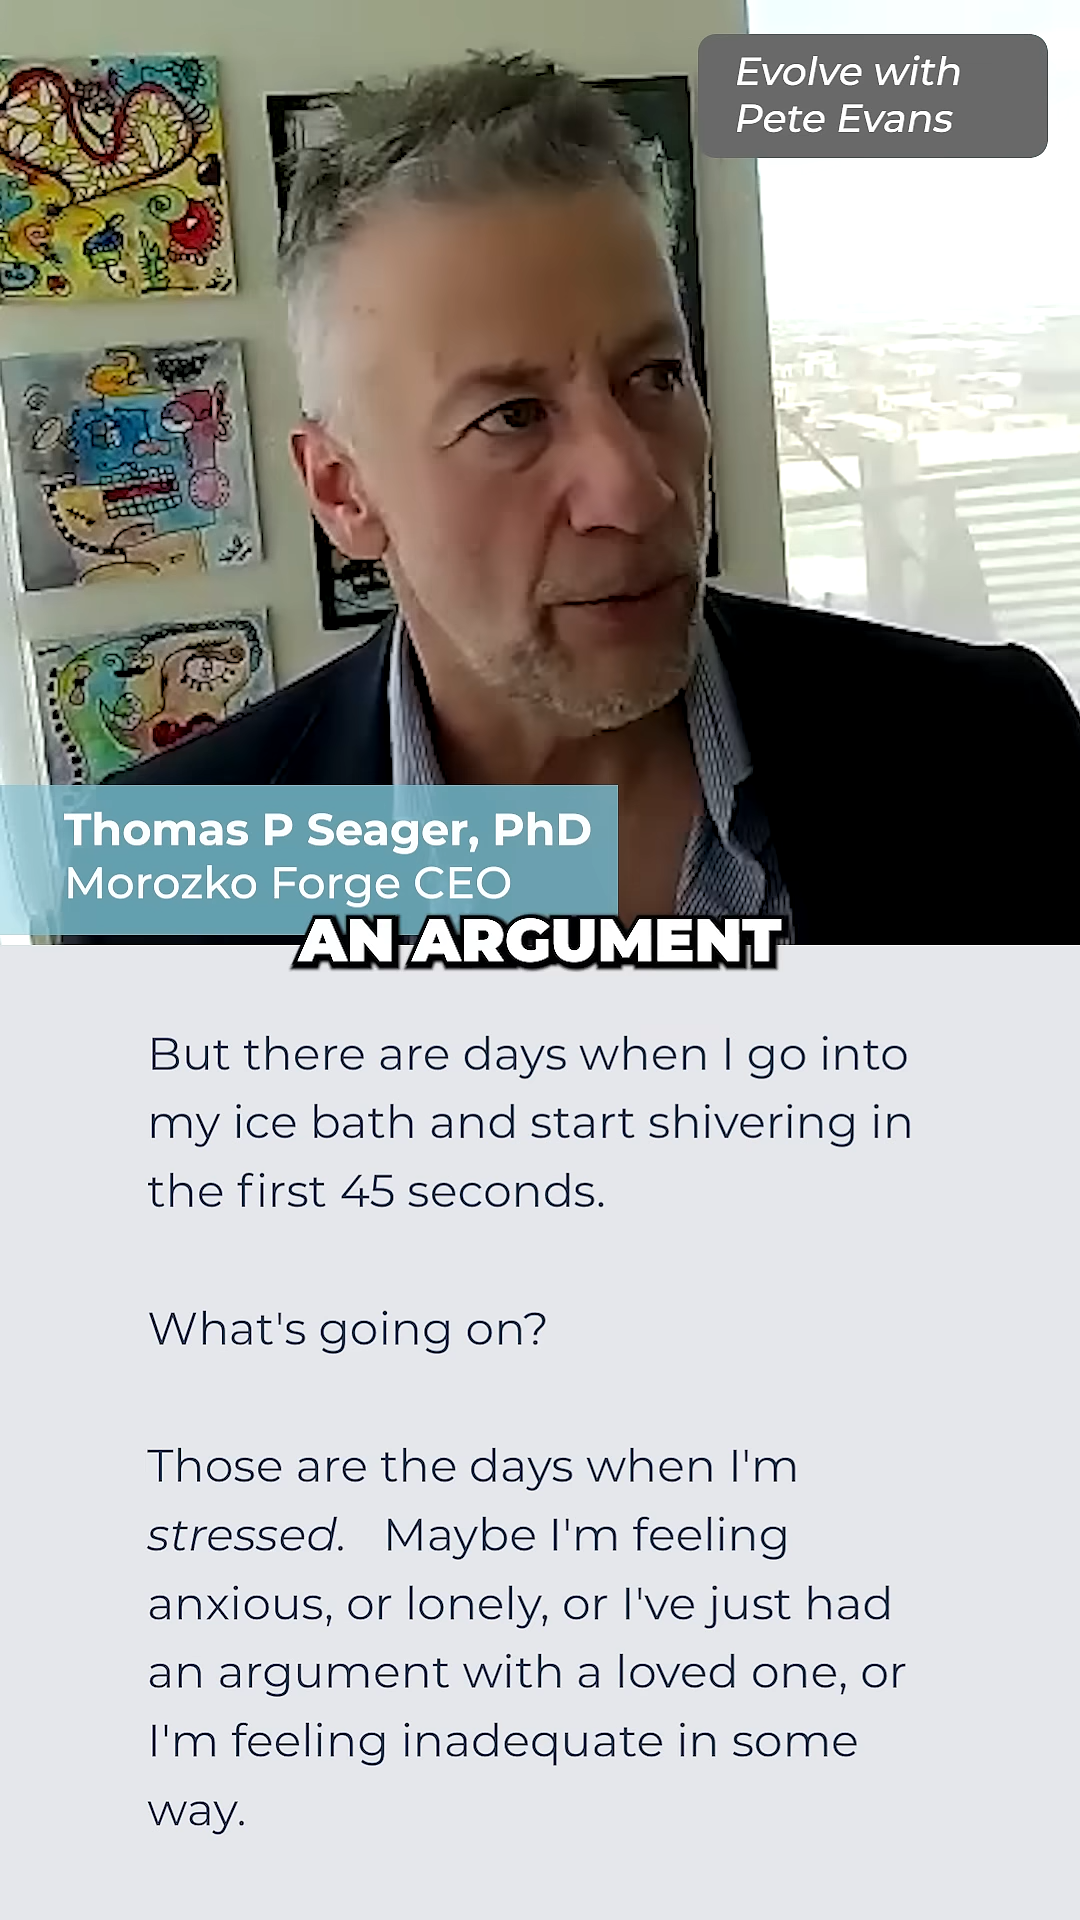 Evolve with
Pete Evans
Thomas P Seager, PhD
Morozko Forge CEO
AN ARGUMENT
But there are days when I go into
my ice bath and start shivering in
the first 45 seconds.
What's going on?
Those are the days when I'm
stressed. Maybe I'm feeling
anxious, or lonely, or I've just had
an argument with a loved one, or
I'm feeling inadequate in some
way.